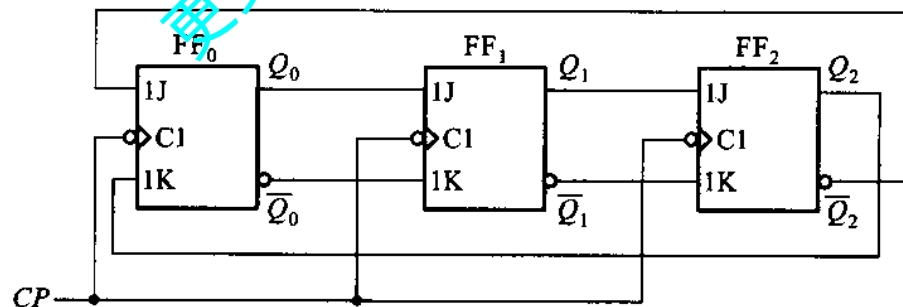 FF₀ Q₀ FF₁ Q₁ FF₂ Q₂
1J 1J 1J
C1 C1 C1
1K 1K 1K
Q̅₀ Q̅₁ Q̅₂
CP